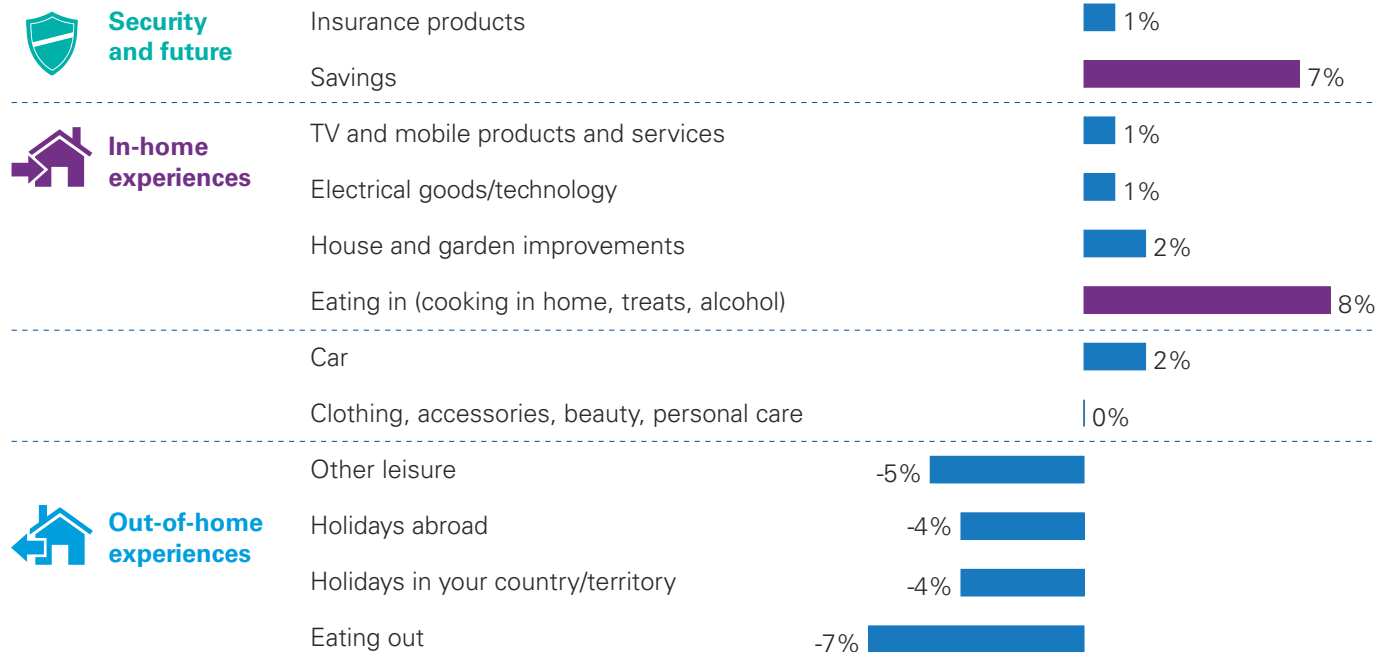 Security
and future
Insurance products 1%
Savings 7%
In-home
experiences
TV and mobile products and services 1%
Electrical goods/technology 1%
House and garden improvements 2%
Eating in (cooking in home, treats, alcohol) 8%
Car 2%
Clothing, accessories, beauty, personal care 0%
Out-of-home
experiences
Other leisure -5%
Holidays abroad -4%
Holidays in your country/territory -4%
Eating out -7%